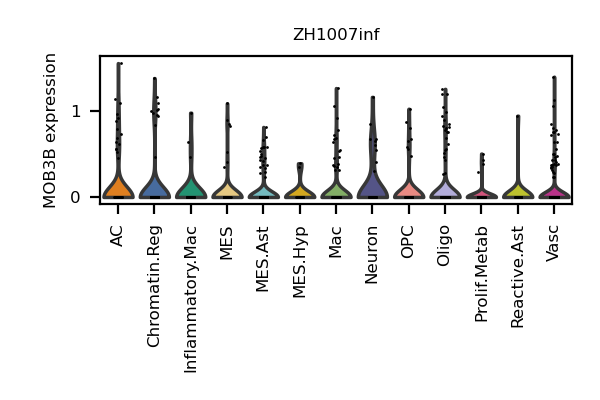 ZH1007inf
MOB3B expression
1
0
AC
Chromatin.Reg
Inflammatory.Mac
MES
MES.Ast
MES.Hyp
Mac
Neuron
OPC
Oligo
Prolif.Metab
Reactive.Ast
Vasc